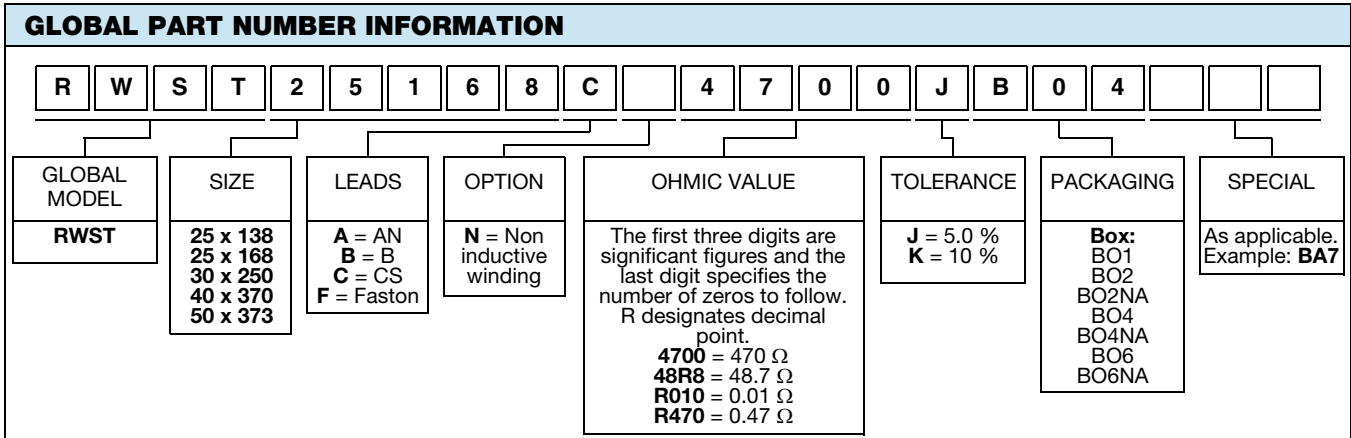 GLOBAL PART NUMBER INFORMATION
R W S T 2 5 1 6 8 C 4 7 0 0 J B 0 4
GLOBAL
MODEL
RWST
SIZE
25 x 138
25 x 168
30 x 250
40 x 370
50 x 373
LEADS
A = AN
B = B
C = CS
F = Faston
OPTION
N = Non
inductive
winding
OHMIC VALUE
The first three digits are
significant figures and the
last digit specifies the
number of zeros to follow.
R designates decimal
point.
4700 = 470 Ω
48R8 = 48.7 Ω
R010 = 0.01 Ω
R470 = 0.47 Ω
TOLERANCE
J = 5.0 %
K = 10 %
PACKAGING
Box:
BO1
BO2
BO2NA
BO4
BO4NA
BO6
BO6NA
SPECIAL
As applicable.
Example: BA7